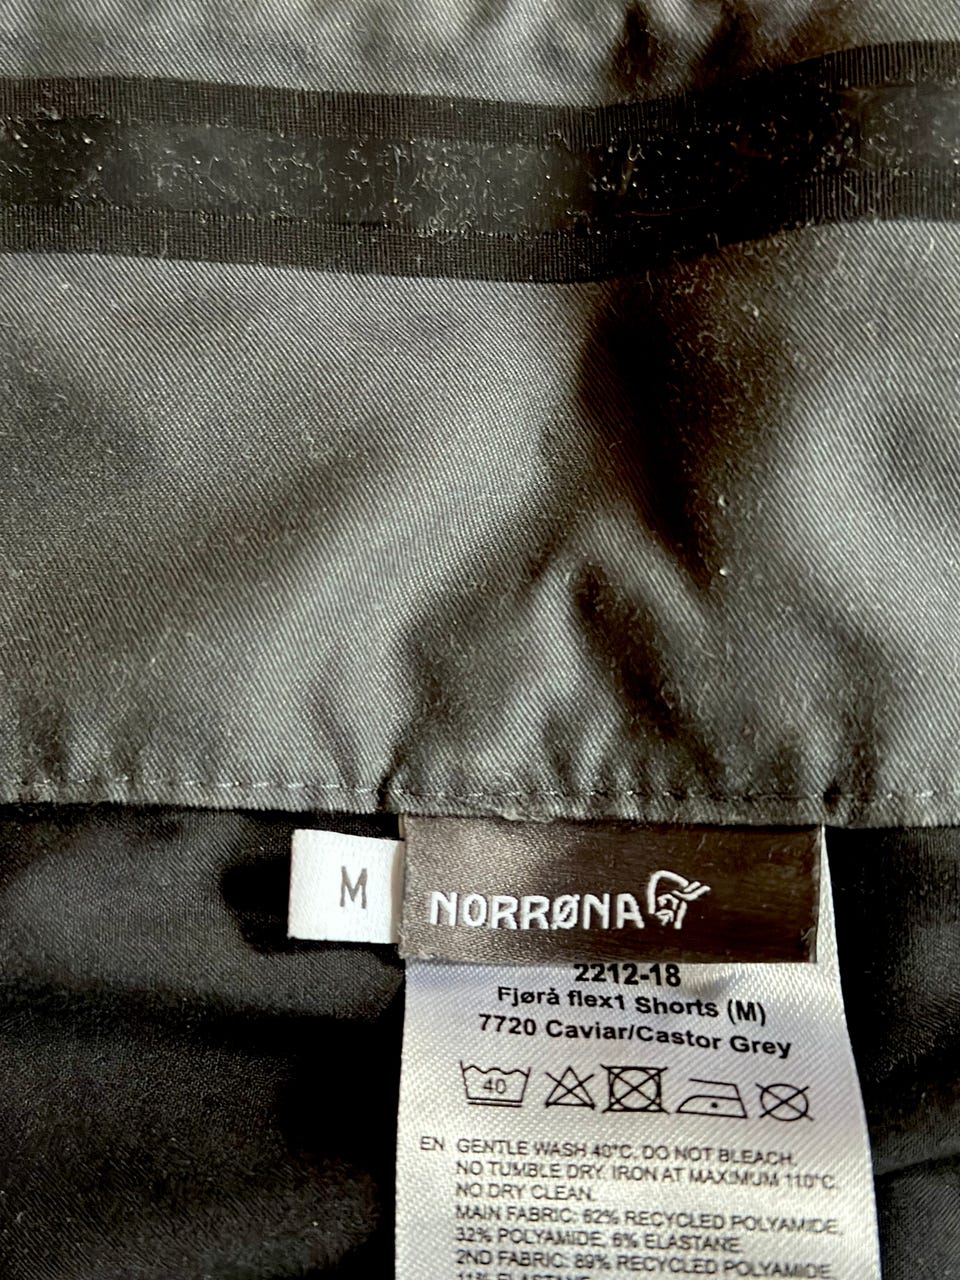 M
NORRØNA
2212-18
Fjørå flex1 Shorts (M)
7720 Caviar/Castor Grey
40
EN GENTLE WASH 40°C. DO NOT BLEACH.
NO TUMBLE DRY. IRON AT MAXIMUM 110°C.
NO DRY CLEAN.
MAIN FABRIC: 62% RECYCLED POLYAMIDE,
32% POLYAMIDE, 6% ELASTANE
2ND FABRIC: 89% RECYCLED POLYAMIDE
11% ELASTANE